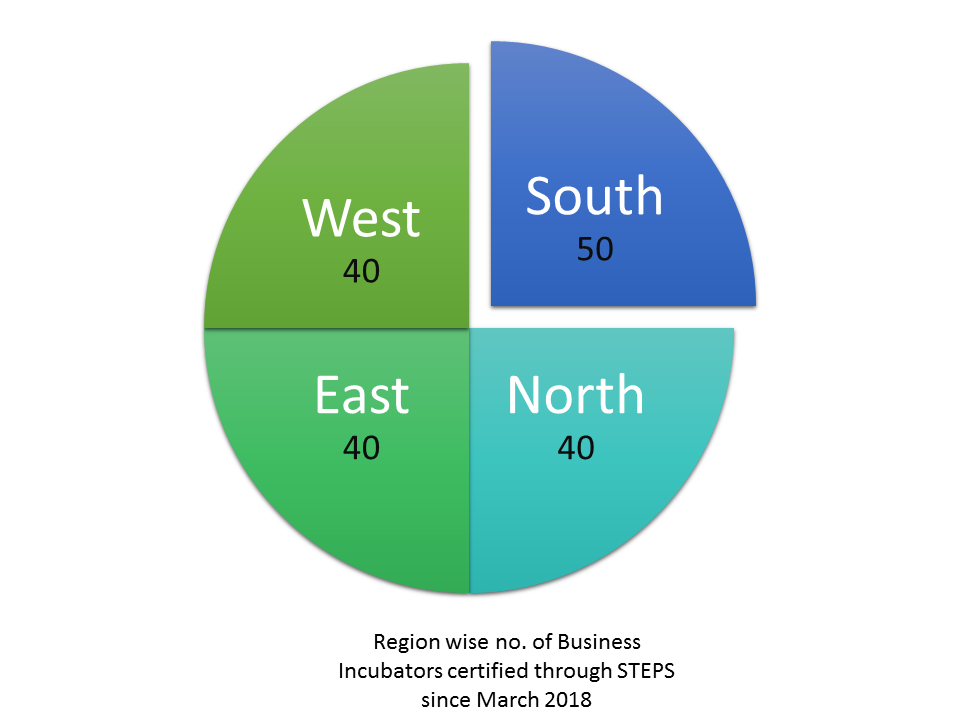 West
40
South
50
East
40
North
40
Region wise no. of Business
Incubators certified through STEPS
since March 2018